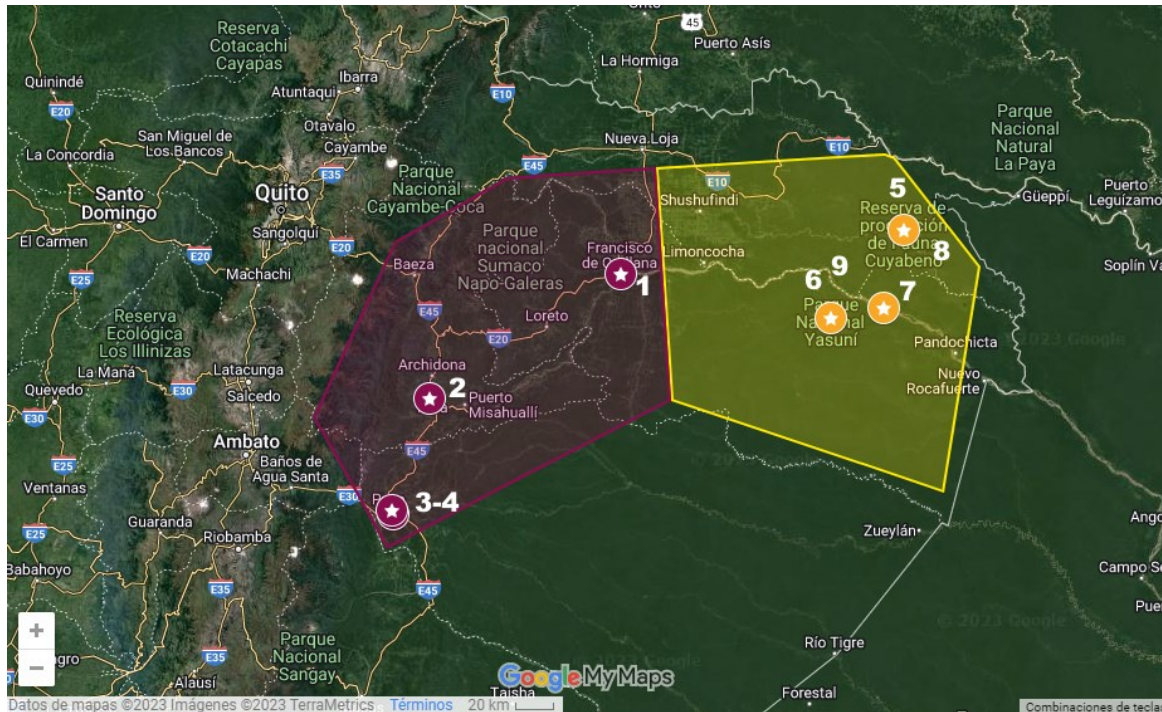 Reserva
Cotacachi
Cayapas
Quinindé
E20
Ibarra
Atuntaqui
E10
Otavalo
San Miguel de
Los Bancos
Cayambe
La Concordia
E35
E45
Parque
Nacional
Cayambe-Coca
45
Puerto Asís
La Hormiga
Nueva Loja
E10
E10
Parque
Nacional
Natural
La Paya
Güeppí
Puerto
Leguízamo
Santo
Domingo
Quito
Sangolquí
E20
El Carmen
Machachi
E25
Baeza
Parque
nacional
Sumaco
Napo-Galeras
Francisco
de Orellana
1
Shushufindi
Limoncocha
5
Reserva de
producción
de Fauna
Cuyabeno
8
6
9
7
Parque
Nacional
Yasuní
Soplín Va
Pandochicta
Nuevo
Rocafuerte
© 2023 Google
Reserva
Ecológica
Los Illinizas
E45
Loreto
E20
Archidona
2
Puerto
Misahuallí
La Maná
Latacunga
Salcedo
E30
Quevedo
E30
Ambato
E45
Baños de
Agua Santa
E30
3-4
E25
Ventanas
Guaranda
Riobamba
E25
Babahoyo
E35
E45
Zueylán
Ango
Campo Se
Puer
© 2023 Google
+
−
agro
E35
Alausí
Parque
Nacional
Sangay
Río Tigre
Google My Maps
Taisha
Forestal
Datos de mapas ©2023 Imágenes ©2023 TerraMetrics
Términos
20 km
Combinaciones de teclas